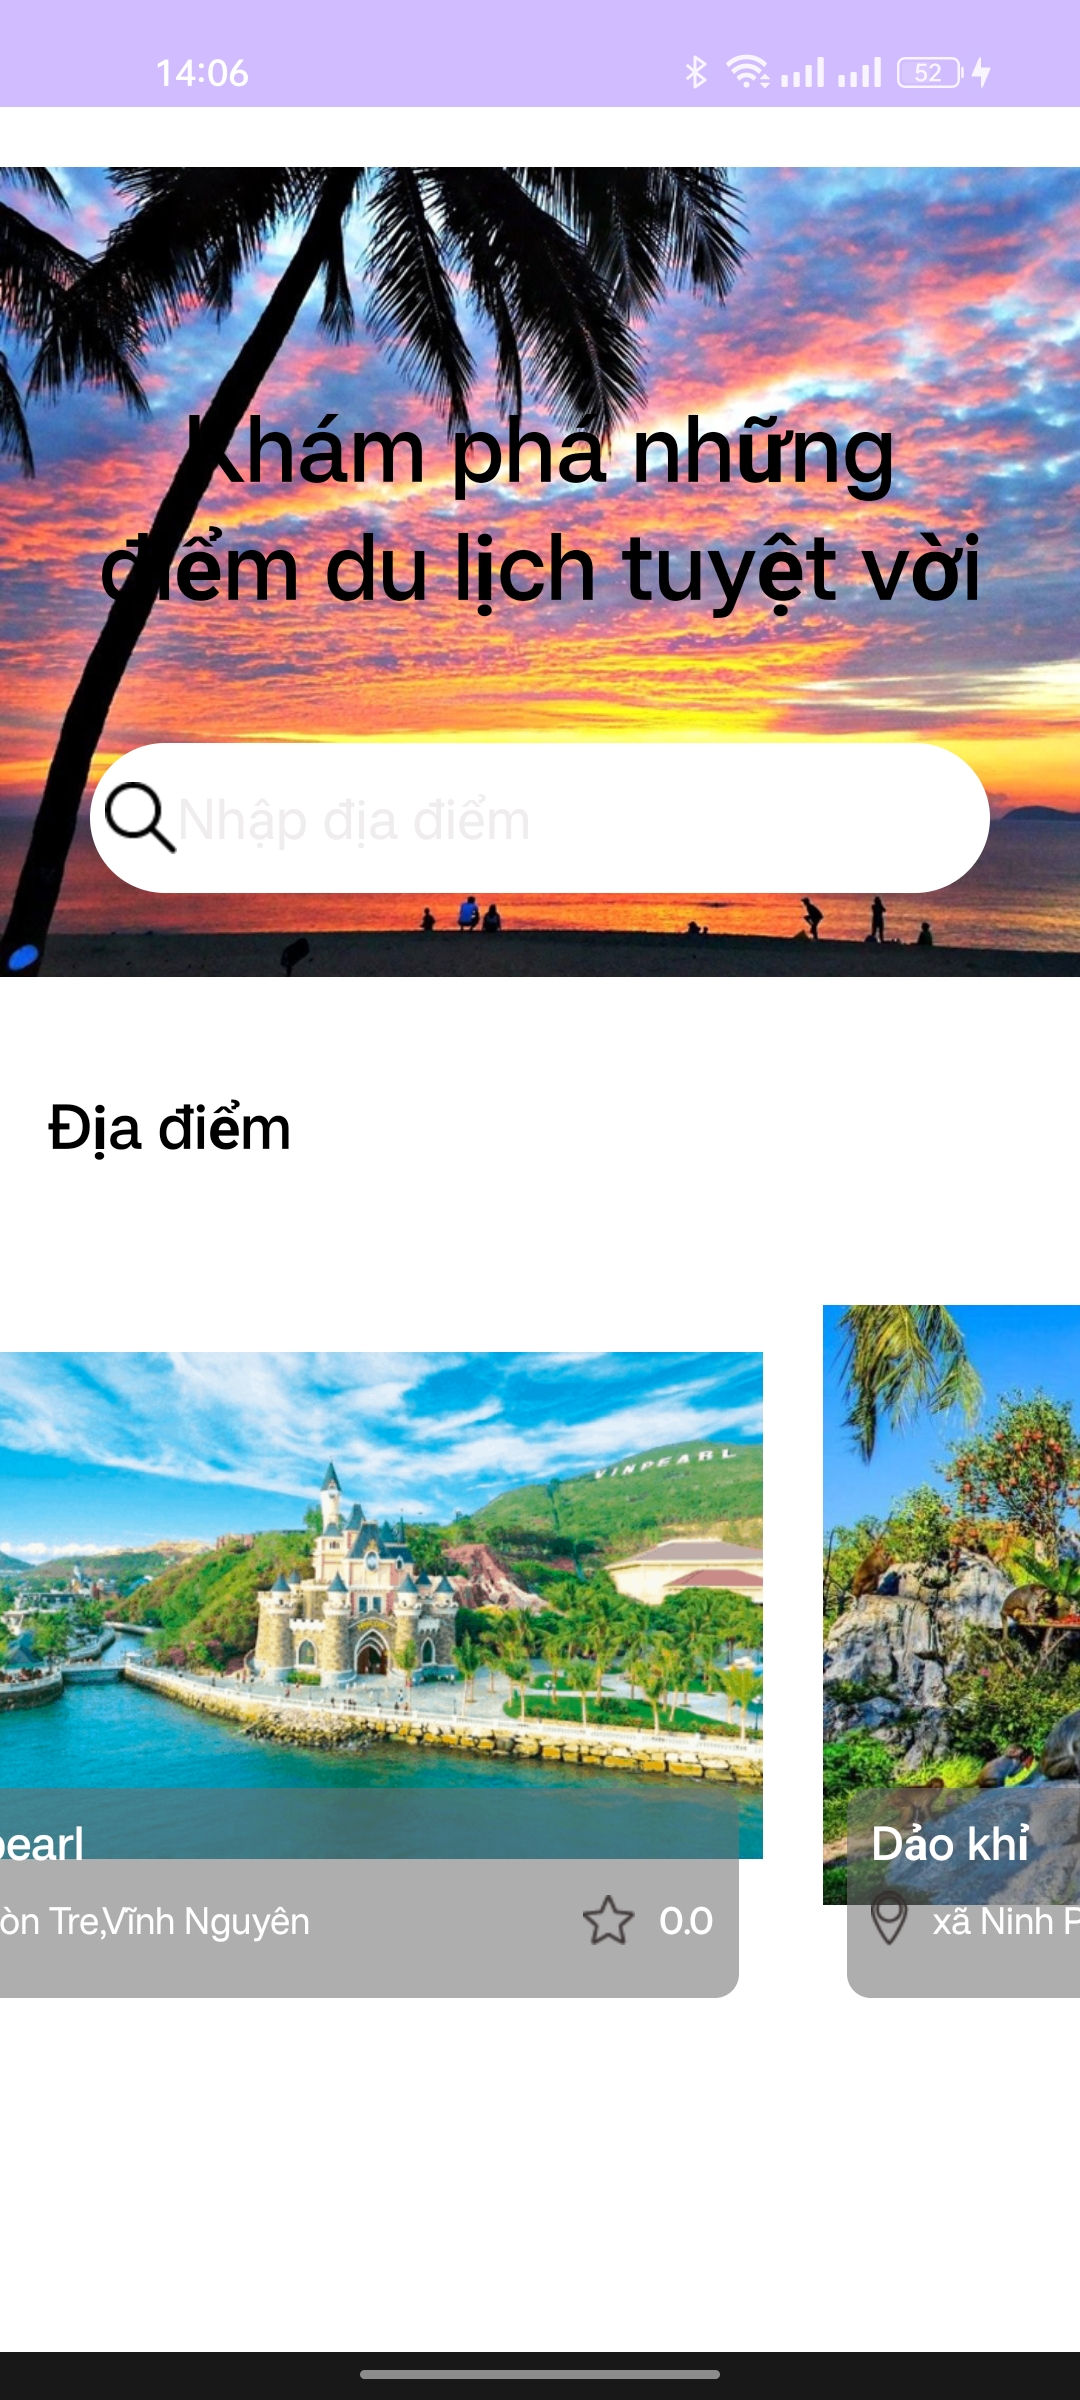 14:06
52
Khám phá những
điểm du lịch tuyệt vời
Nhập địa điểm
Địa điểm
VINPEARL
pearl
òn Tre,Vĩnh Nguyên
0.0
Dảo khỉ
xã Ninh P